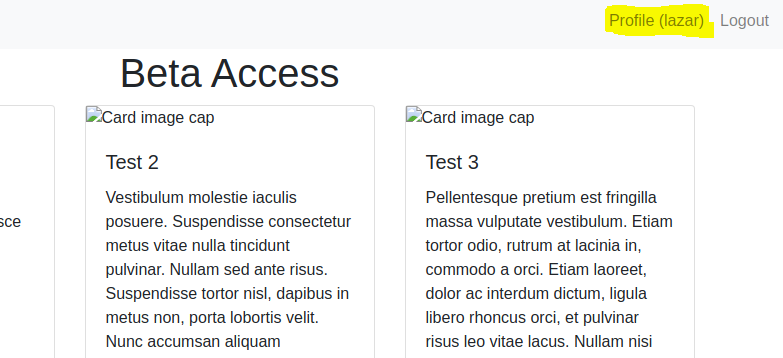 Profile (lazar) Logout
Beta Access
sce
Card image cap
Test 2
Vestibulum molestie iaculis
posuere. Suspendisse consectetur
metus vitae nulla tincidunt
pulvinar. Nullam sed ante risus.
Suspendisse tortor nisl, dapibus in
metus non, porta lobortis velit.
Nunc accumsan aliquam
Card image cap
Test 3
Pellentesque pretium est fringilla
massa vulputate vestibulum. Etiam
tortor odio, rutrum at lacinia in,
commodo a orci. Etiam laoreet,
dolor ac interdum dictum, ligula
libero rhoncus orci, et pulvinar
risus leo vitae lacus. Nullam nisi